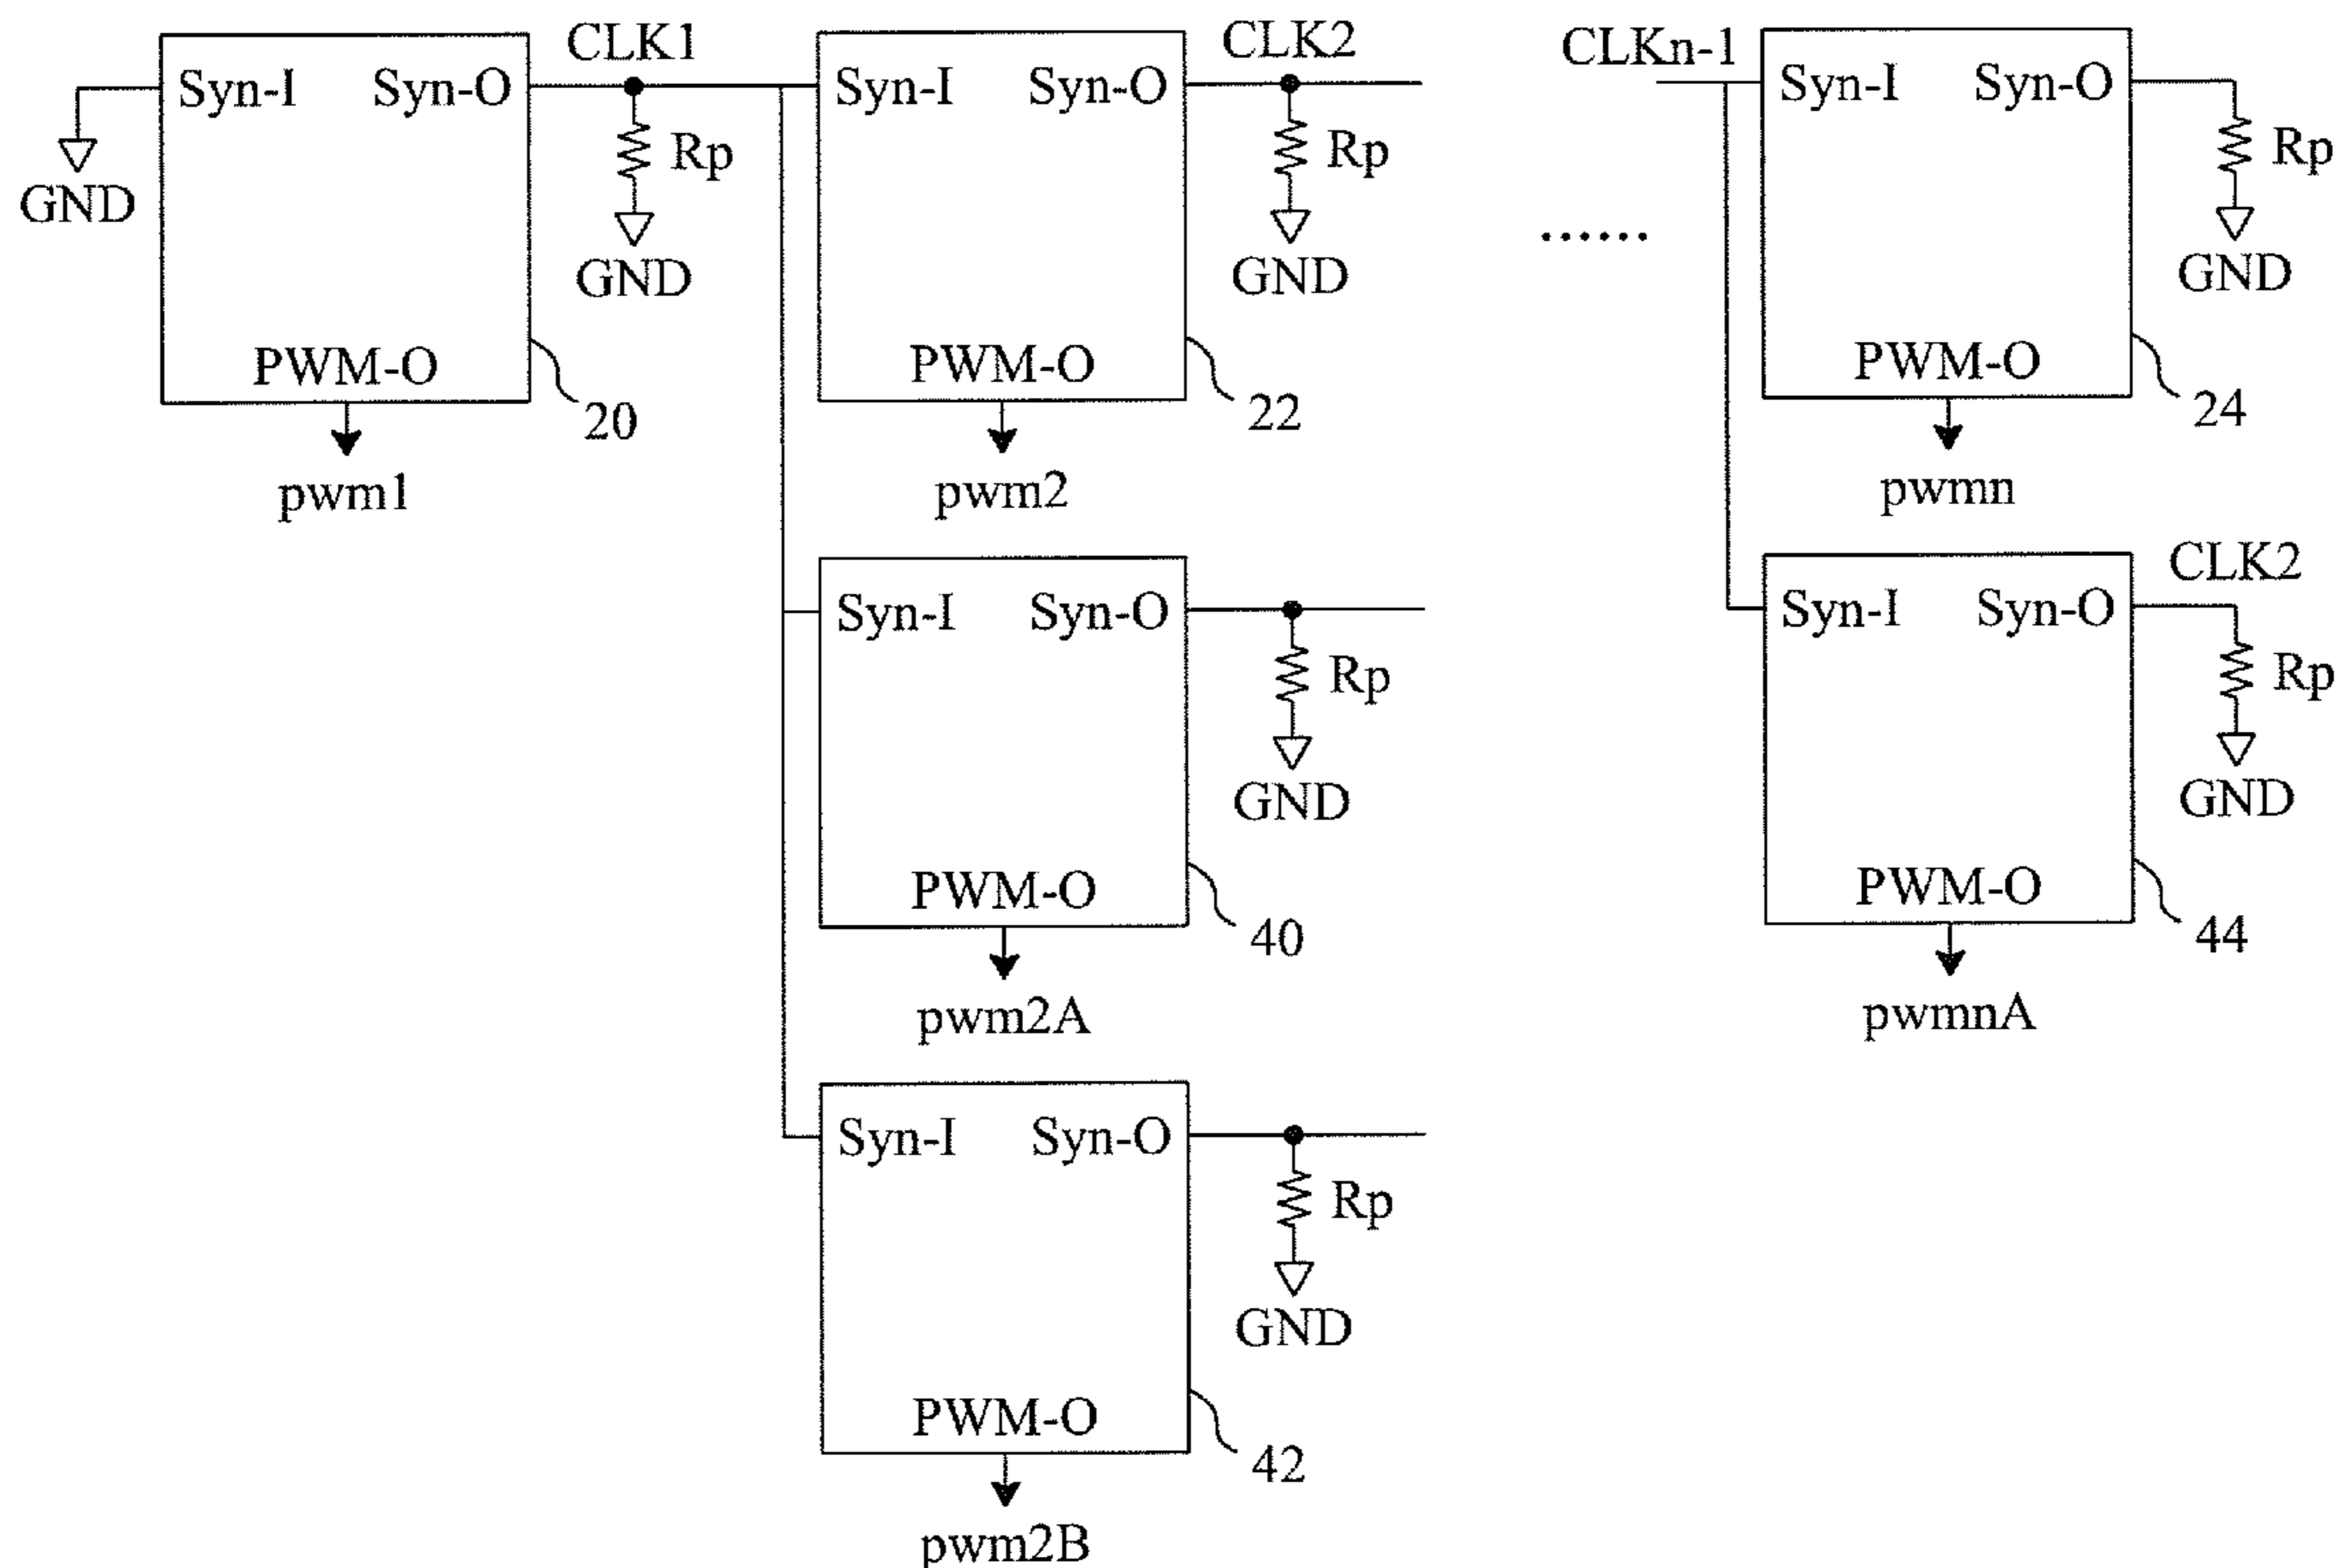 CLK1
CLK2
CLKn-1
Syn-I
Syn-O
Syn-I
Syn-O
Syn-I
Syn-O
Rp
Rp
Rp
GND
GND
GND
GND
......
PWM-O
PWM-O
PWM-O
20
22
24
pwm1
pwm2
pwmn
CLK2
Syn-I
Syn-O
Syn-I
Syn-O
Rp
Rp
GND
GND
PWM-O
PWM-O
40
44
pwm2A
pwmnA
Syn-I
Syn-O
Rp
GND
PWM-O
42
pwm2B